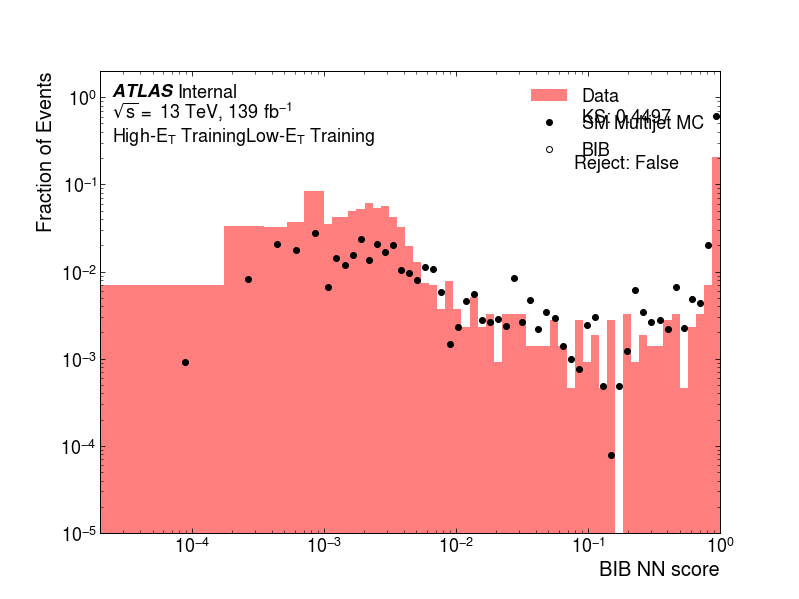 ATLAS Internal
√s = 13 TeV, 139 fb⁻¹
High-E_T TrainingLow-E_T Training
Data
KS: 0.4497
SM Multijet MC
BIB
Reject: False
Fraction of Events
10⁰
10⁻¹
10⁻²
10⁻³
10⁻⁴
10⁻⁵
10⁻⁴
10⁻³
10⁻²
10⁻¹
10⁰
BIB NN score